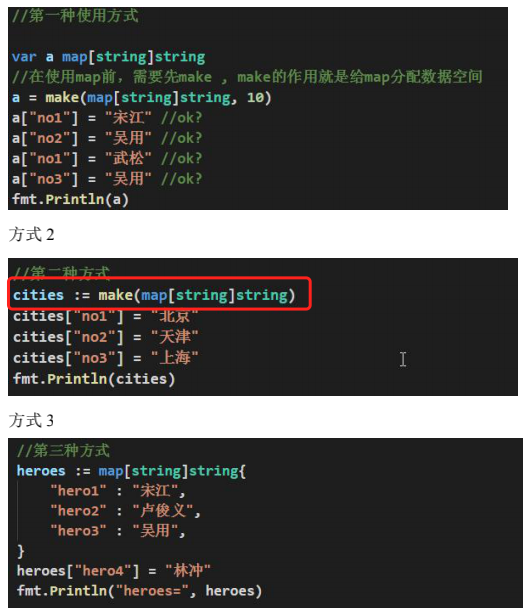 //第一种使用方式
var a map[string]string
//在使用map前，需要先make , make的作用就是给map分配数据空间
a = make(map[string]string, 10)
a["no1"] = "宋江" //ok?
a["no2"] = "吴用" //ok?
a["no1"] = "武松" //ok?
a["no3"] = "吴用" //ok?
fmt.Println(a)
方式 2
//第二种方式
cities := make(map[string]string)
cities["no1"] = "北京"
cities["no2"] = "天津"
cities["no3"] = "上海"
fmt.Println(cities)
方式 3
//第三种方式
heroes := map[string]string{
"hero1" : "宋江",
"hero2" : "卢俊义",
"hero3" : "吴用",
}
heroes["hero4"] = "林冲"
fmt.Println("heroes=", heroes)